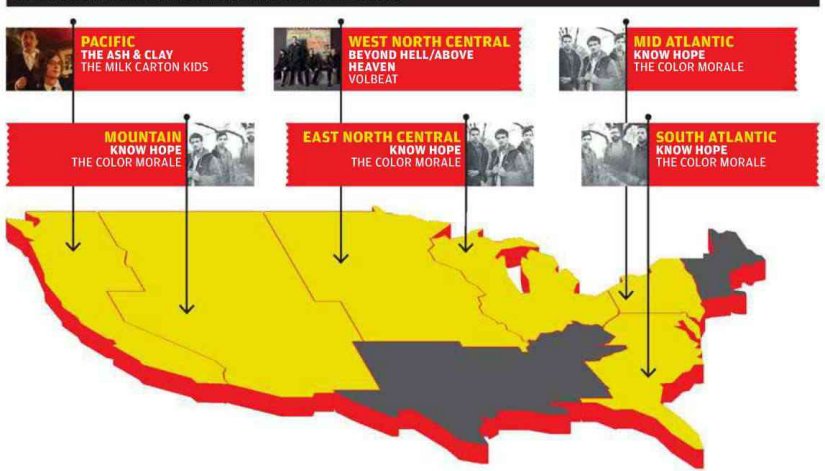 PACIFIC
THE ASH & CLAY
THE MILK CARTON KIDS
WEST NORTH CENTRAL
BEYOND HELL/ABOVE
HEAVEN
VOLBEAT
MID ATLANTIC
KNOW HOPE
THE COLOR MORALE
MOUNTAIN
KNOW HOPE
THE COLOR MORALE
EAST NORTH CENTRAL
KNOW HOPE
THE COLOR MORALE
SOUTH ATLANTIC
KNOW HOPE
THE COLOR MORALE